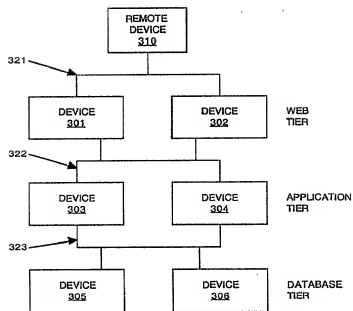 REMOTE
DEVICE
310
321
DEVICE
301
DEVICE
302
WEB
TIER
322
DEVICE
303
DEVICE
304
APPLICATION
TIER
323
DEVICE
305
DEVICE
306
DATABASE
TIER